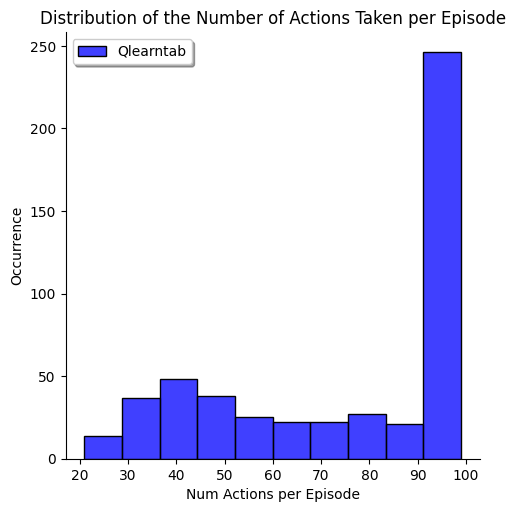 Distribution of the Number of Actions Taken per Episode
Qlearntab
250
200
150
100
50
0
Occurrence
20 30 40 50 60 70 80 90 100
Num Actions per Episode